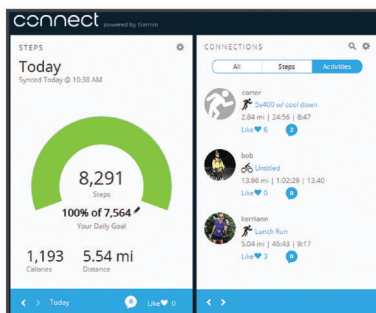 connect powered by Garmin
STEPS
Today
Synced Today @ 10:38 AM
8,291
Steps
100% of 7,564
Your Daily Goal
1,193
Calories
5.54 mi
Distance
Today
0
Like 0
CONNECTIONS
All Steps Activities
carter
5x400 w/ cool down
2.84 mi | 24:56 | 8:47
Like 6 2
bob
Untitled
13.86 mi | 1:02:29 | 13.40
Like 0 0
kerriann
Lunch Run
5.04 mi | 46:43 | 9:17
Like 3 0